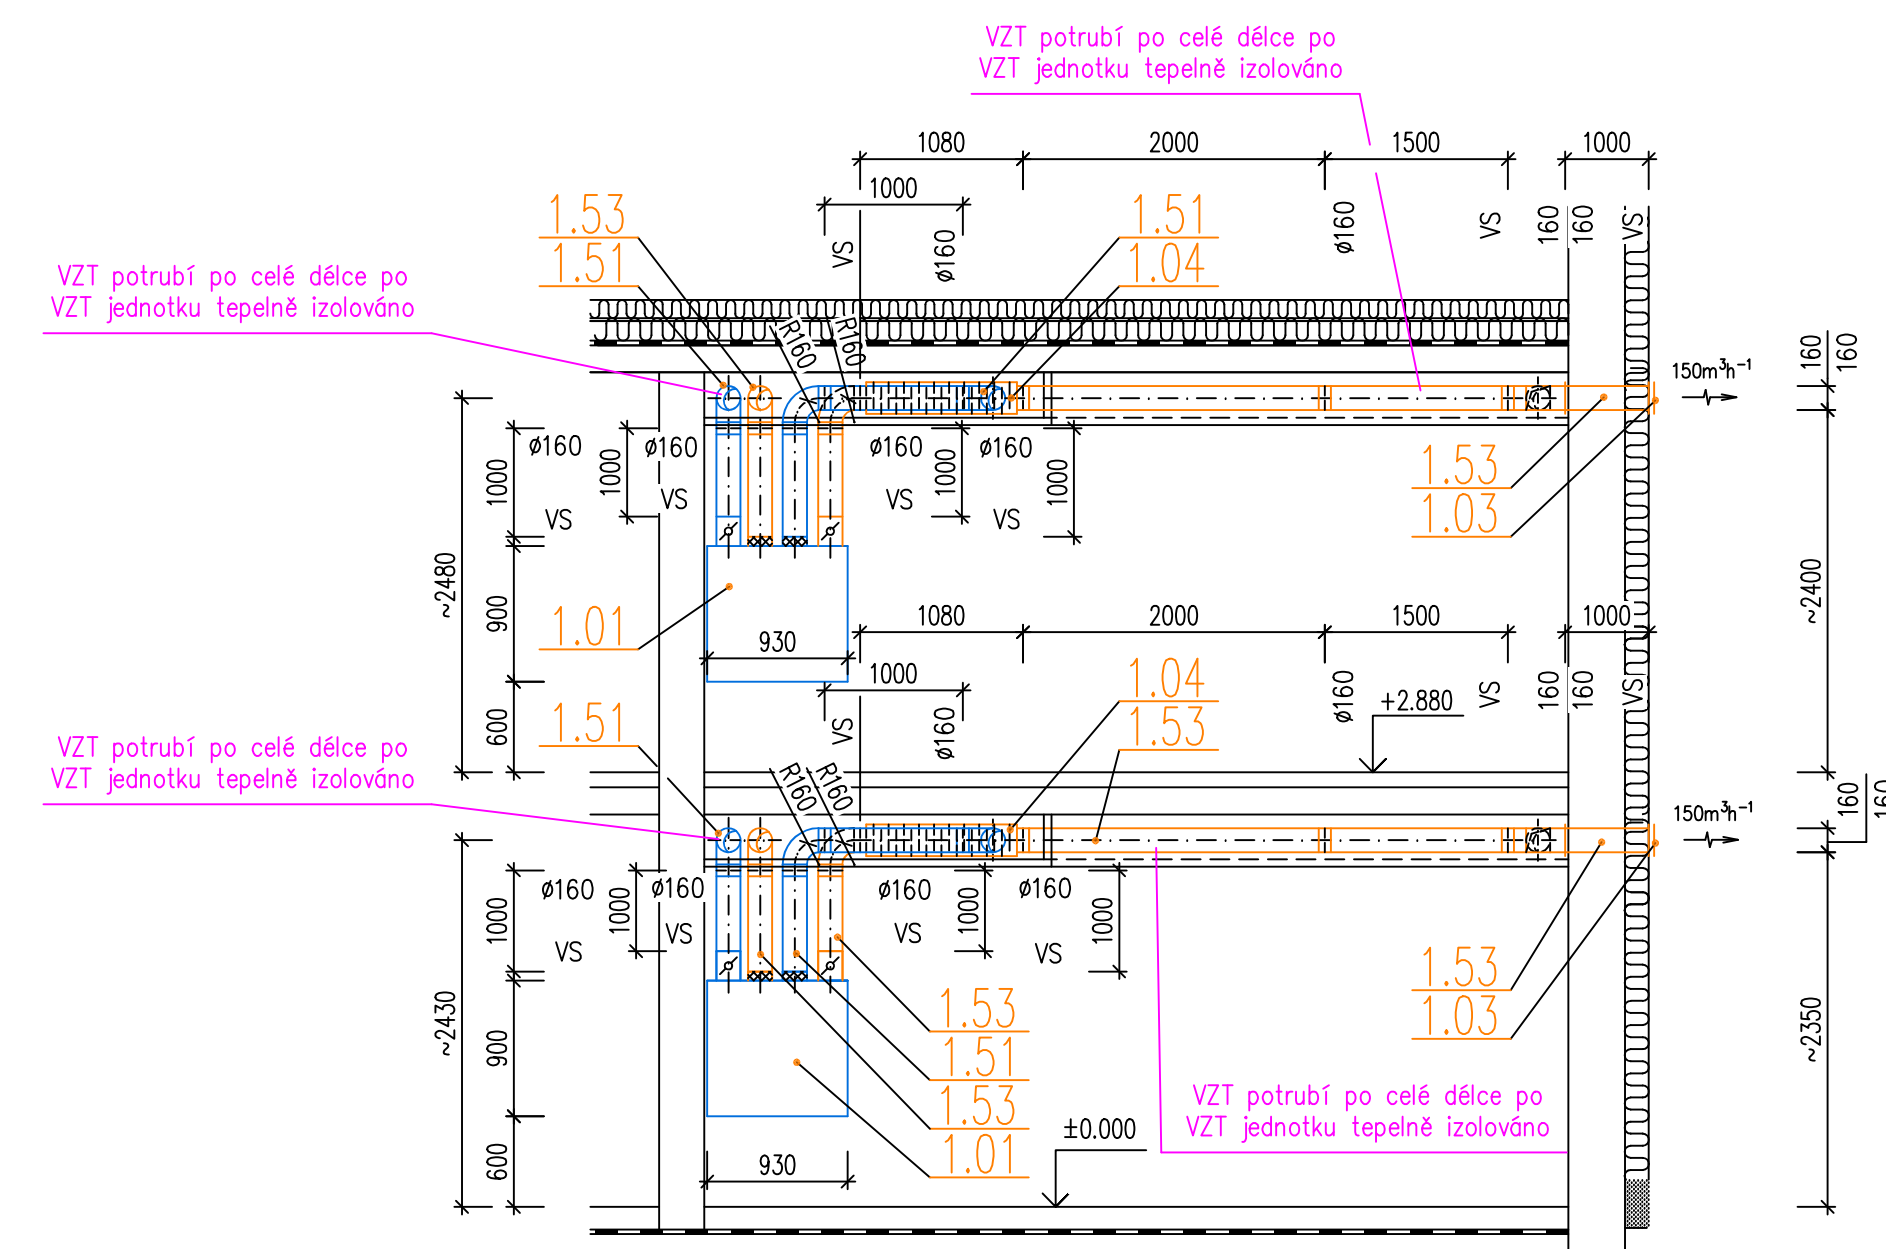 VZT potrubí po celé délce po
VZT jednotku tepelně izolováno
1080
2000
1500
1000
1000
1.53
1.51
1.51
1.04
VS
ø160
ø160
VS
160
160
VS
VZT potrubí po celé délce po
VZT jednotku tepelně izolováno
R160
R160
160
160
150m³h⁻¹
ø160
ø160
ø160
ø160
1000
1000
1000
1000
VS
VS
VS
VS
1.53
1.03
~2480
~2400
900
1.01
930
600
1080
2000
1500
1000
1000
1.04
1.53
1.51
VS
ø160
ø160
VS
160
160
VS
+2.880
VZT potrubí po celé délce po
VZT jednotku tepelně izolováno
R160
R160
160
160
150m³h⁻¹
ø160
ø160
ø160
ø160
1000
1000
1000
1000
VS
VS
VS
VS
1.53
1.03
~2430
~2350
900
1.53
1.51
1.53
1.01
VZT potrubí po celé délce po
VZT jednotku tepelně izolováno
±0.000
930
600